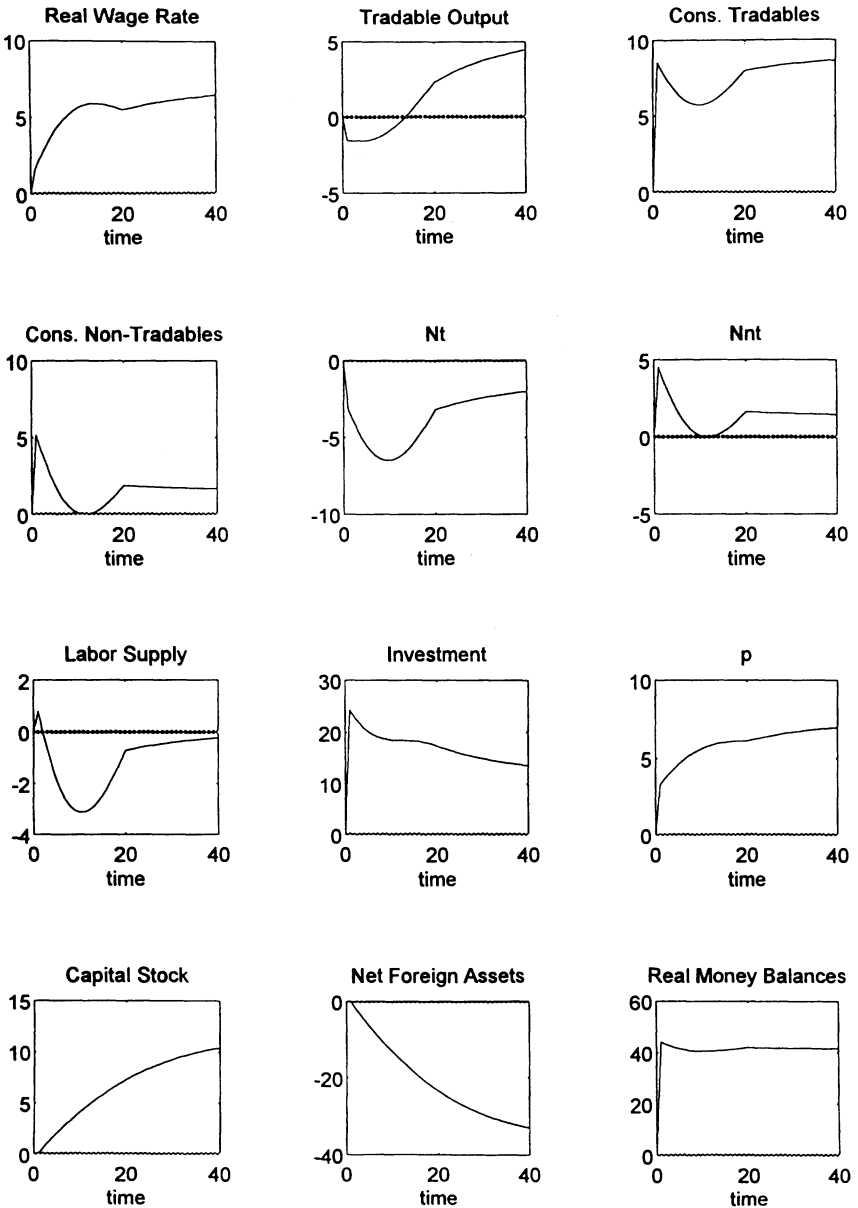 Real Wage Rate
10
5
0
0 20 40
time
Tradable Output
5
0
-5
0 20 40
time
Cons. Tradables
10
5
0
0 20 40
time
Cons. Non-Tradables
10
5
0
0 20 40
time
Nt
0
-5
-10
0 20 40
time
Nnt
5
0
-5
0 20 40
time
Labor Supply
2
0
-2
-4
0 20 40
time
Investment
30
20
10
0
0 20 40
time
p
10
5
0
0 20 40
time
Capital Stock
15
10
5
0
0 20 40
time
Net Foreign Assets
0
-20
-40
0 20 40
time
Real Money Balances
60
40
20
0
0 20 40
time